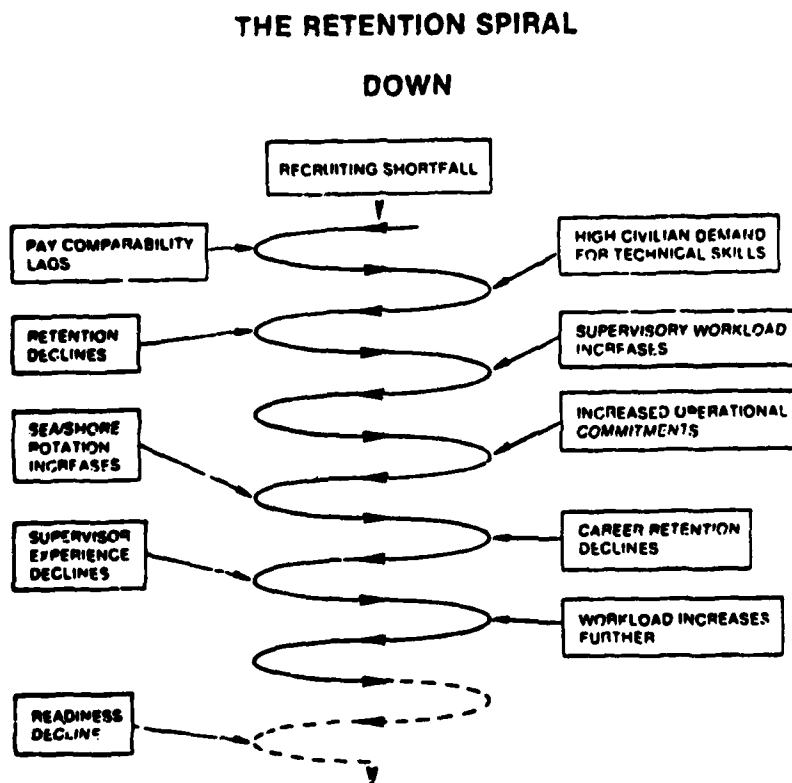 THE RETENTION SPIRAL
DOWN
RECRUITING SHORTFALL
PAY COMPARABILITY
LAGS
HIGH CIVILIAN DEMAND
FOR TECHNICAL SKILLS
RETENTION
DECLINES
SUPERVISORY WORKLOAD
INCREASES
SEA/SHORE
ROTATION
INCREASES
INCREASED OPERATIONAL
COMMITMENTS
SUPERVISOR
EXPERIENCE
DECLINES
CAREER RETENTION
DECLINES
WORKLOAD INCREASES
FURTHER
READINESS
DECLINE